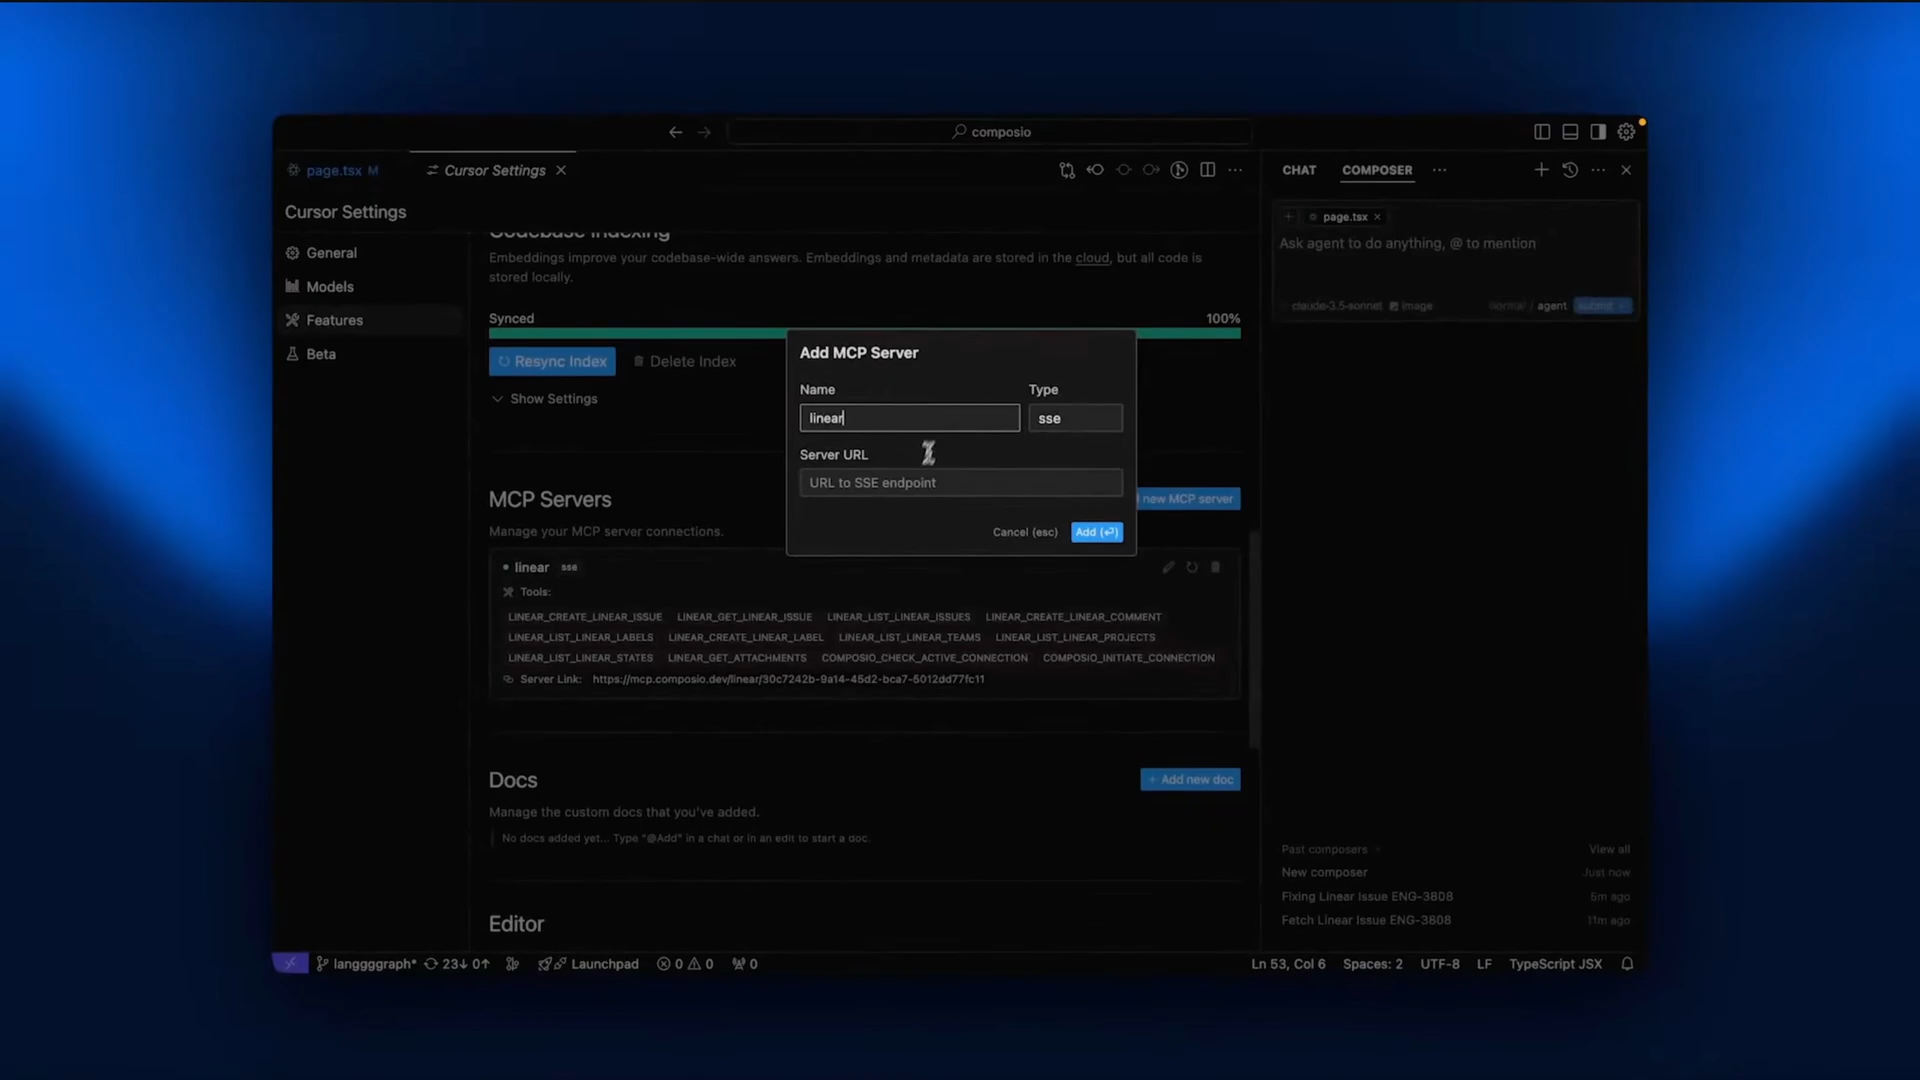 composio
page.tsx M
Cursor Settings
CHAT
COMPOSER
Cursor Settings
General
Models
Features
Beta
Codebase Indexing
Embeddings improve your codebase-wide answers. Embeddings and metadata are stored in the cloud, but all code is
stored locally.
Synced
100%
Resync Index
Delete Index
Show Settings
Add MCP Server
Name
Type
linear
sse
Server URL
URL to SSE endpoint
Cancel (esc)
Add (⏎)
MCP Servers
new MCP server
Manage your MCP server connections.
linear sse
Tools:
LINEAR_CREATE_LINEAR_ISSUE LINEAR_GET_LINEAR_ISSUE LINEAR_LIST_LINEAR_ISSUES LINEAR_CREATE_LINEAR_COMMENT
LINEAR_LIST_LINEAR_LABELS LINEAR_CREATE_LINEAR_LABEL LINEAR_LIST_LINEAR_TEAMS LINEAR_LIST_LINEAR_PROJECTS
LINEAR_LIST_LINEAR_STATES LINEAR_GET_ATTACHMENTS COMPOSIO_CHECK_ACTIVE_CONNECTION COMPOSIO_INITIATE_CONNECTION
Server Link: https://mcp.composio.dev/linear/30c7242b-9a14-45d2-bca7-5012dd77fc11
Docs
+ Add new doc
Manage the custom docs that you've added.
No docs added yet... Type "@Add" in a chat or in an edit to start a doc.
Editor
page.tsx
Ask agent to do anything, @ to mention
claude-3.5-sonnet image
normal / agent submit
Past composers
View all
New composer
Just now
Fixing Linear Issue ENG-3808
5m ago
Fetch Linear Issue ENG-3808
11m ago
langgggraph* 23↓ 0↑ Launchpad 0 0 0
Ln 53, Col 6 Spaces: 2 UTF-8 LF TypeScript JSX